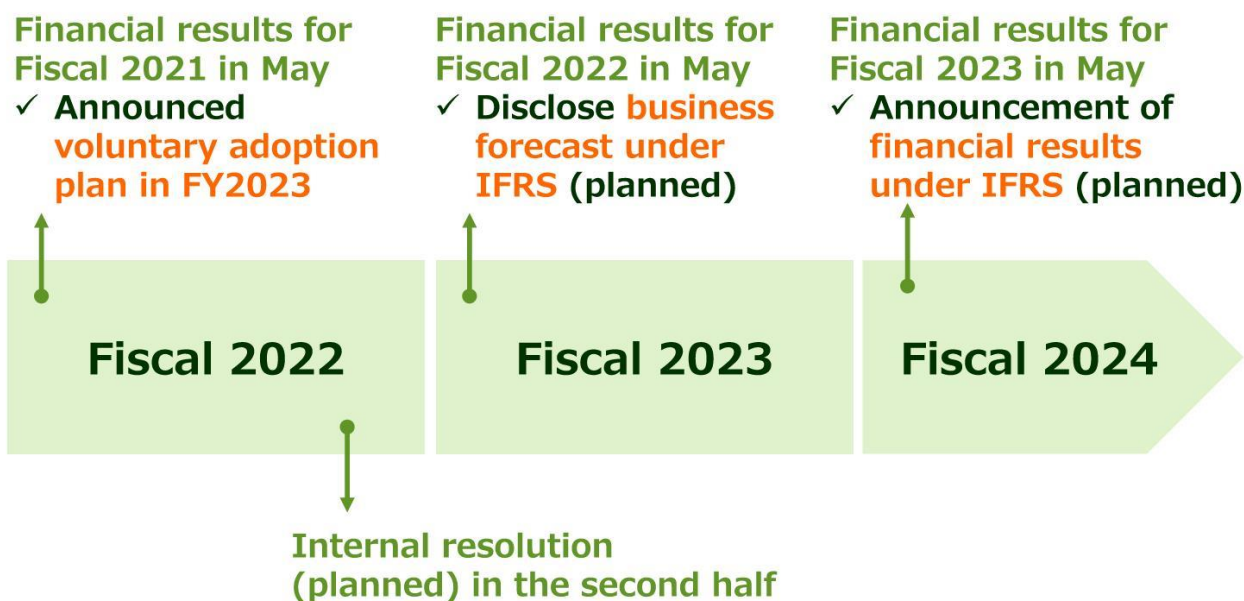 Financial results for
Fiscal 2021 in May
✓ Announced
voluntary adoption
plan in FY2023
Financial results for
Fiscal 2022 in May
✓ Disclose business
forecast under
IFRS (planned)
Financial results for
Fiscal 2023 in May
✓ Announcement of
financial results
under IFRS (planned)
Fiscal 2022
Fiscal 2023
Fiscal 2024
Internal resolution
(planned) in the second half